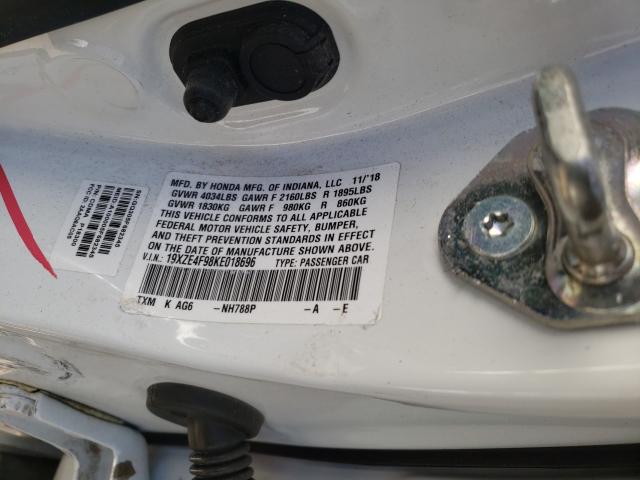 MFD. BY HONDA MFG. OF INDIANA, LLC 11/'18
GVWR 4034LBS GAWR F 2160LBS R 1895LBS
GVWR 1830KG GAWR F 980KG R 860KG
THIS VEHICLE CONFORMS TO ALL APPLICABLE
FEDERAL MOTOR VEHICLE SAFETY, BUMPER,
AND THEFT PREVENTION STANDARDS IN EFFECT
ON THE DATE OF MANUFACTURE SHOWN ABOVE.
V.I.N.: 19XZE4F98KE018696 TYPE: PASSENGER CAR
TXM K AG6 -NH788P -A -E